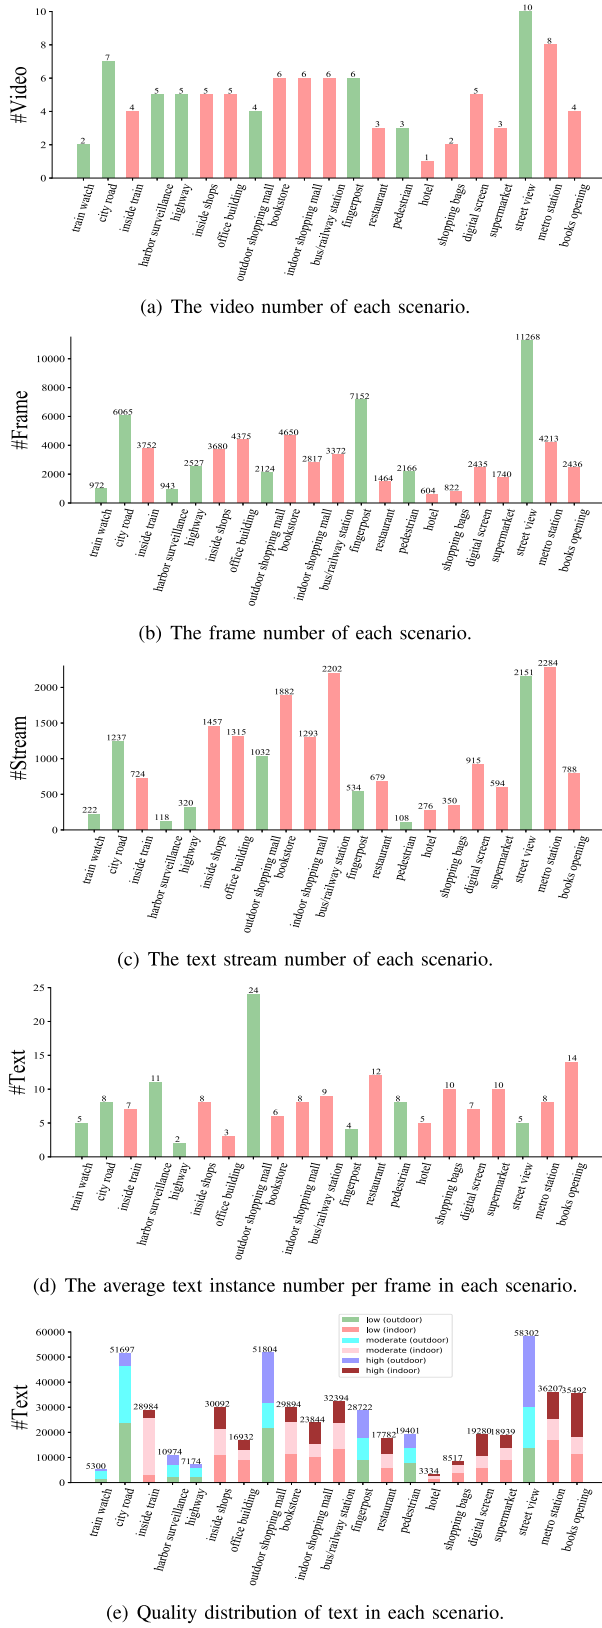 10
8
6
4
2
0
#Video
2
7
4
5
5
5
5
4
6
6
6
6
3
3
1
2
5
3
10
8
4
train watch
city road
inside train
harbor surveillance
highway
inside shops
office building
outdoor shopping mall
bookstore
indoor shopping mall
bus/railway station
fingerpost
restaurant
pedestrian
hotel
shopping bags
digital screen
supermarket
street view
metro station
books opening
(a) The video number of each scenario.
10000
8000
6000
4000
2000
0
#Frame
972
6065
3752
943
2527
3680
4375
2124
4650
2817
3372
7152
1464
2166
604
822
2435
1740
11268
4213
2436
train watch
city road
inside train
harbor surveillance
highway
inside shops
office building
outdoor shopping mall
bookstore
indoor shopping mall
bus/railway station
fingerpost
restaurant
pedestrian
hotel
shopping bags
digital screen
supermarket
street view
metro station
books opening
(b) The frame number of each scenario.
2000
1500
1000
500
0
#Stream
222
1237
724
118
320
1457
1315
1032
1882
1293
2202
534
679
108
276
350
915
594
2151
2284
788
train watch
city road
inside train
harbor surveillance
highway
inside shops
office building
outdoor shopping mall
bookstore
indoor shopping mall
bus/railway station
fingerpost
restaurant
pedestrian
hotel
shopping bags
digital screen
supermarket
street view
metro station
books opening
(c) The text stream number of each scenario.
25
20
15
10
5
0
#Text
5
8
7
11
2
8
3
24
6
8
9
4
12
8
5
10
7
10
5
8
14
train watch
city road
inside train
harbor surveillance
highway
inside shops
office building
outdoor shopping mall
bookstore
indoor shopping mall
bus/railway station
fingerpost
restaurant
pedestrian
hotel
shopping bags
digital screen
supermarket
street view
metro station
books opening
(d) The average text instance number per frame in each scenario.
low (outdoor)
low (indoor)
moderate (outdoor)
moderate (indoor)
high (outdoor)
high (indoor)
60000
50000
40000
30000
20000
10000
0
#Text
5300
51697
28984
10974
7174
30092
16932
51804
29894
23844
32394
28722
17782
19401
3334
8517
19280
18939
58302
36207
35492
train watch
city road
inside train
harbor surveillance
highway
inside shops
office building
outdoor shopping mall
bookstore
indoor shopping mall
bus/railway station
fingerpost
restaurant
pedestrian
hotel
shopping bags
digital screen
supermarket
street view
metro station
books opening
(e) Quality distribution of text in each scenario.